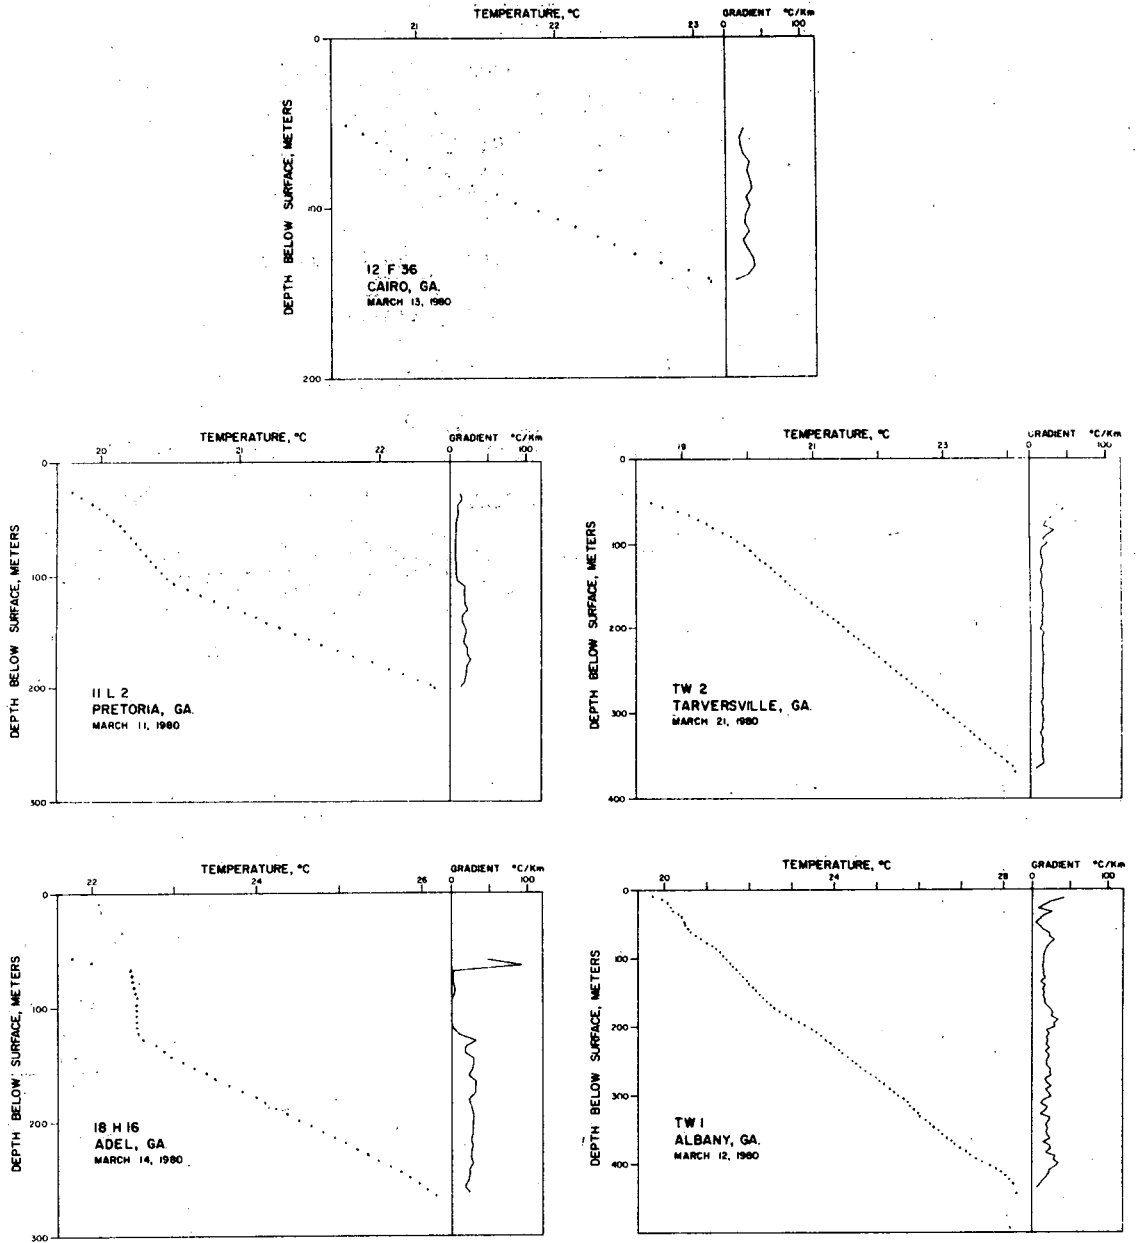 TEMPERATURE, °C
GRADIENT °C/Km
21 22 23 0 100
0
100
200
DEPTH BELOW SURFACE, METERS
12 F 36
CAIRO, GA.
MARCH 13, 1980
TEMPERATURE, °C
GRADIENT °C/Km
20 21 22 0 100
0
100
200
300
DEPTH BELOW SURFACE, METERS
11 L 2
PRETORIA, GA.
MARCH 11, 1980
TEMPERATURE, °C
GRADIENT °C/Km
19 21 23 0 100
0
100
200
300
400
DEPTH BELOW SURFACE, METERS
TW 2
TARVERSVILLE, GA.
MARCH 21, 1980
TEMPERATURE, °C
GRADIENT °C/Km
22 24 26 0 100
0
100
200
300
DEPTH BELOW SURFACE, METERS
18 H 16
ADEL, GA.
MARCH 14, 1980
TEMPERATURE, °C
GRADIENT °C/Km
20 24 28 0 100
0
100
200
300
400
DEPTH BELOW SURFACE, METERS
TW 1
ALBANY, GA.
MARCH 12, 1980